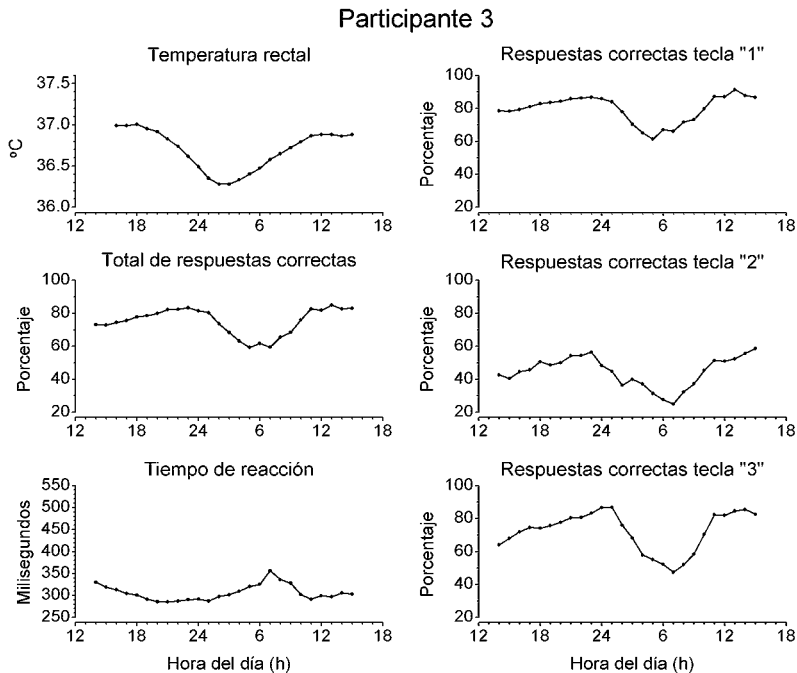 Participante 3
Temperatura rectal
37.5
37.0
36.5
36.0
ºC
12 18 24 6 12 18
Respuestas correctas tecla "1"
100
80
60
40
20
Porcentaje
12 18 24 6 12 18
Total de respuestas correctas
100
80
60
40
20
Porcentaje
12 18 24 6 12 18
Respuestas correctas tecla "2"
100
80
60
40
20
Porcentaje
12 18 24 6 12 18
Tiempo de reacción
550
500
450
400
350
300
250
Milisegundos
12 18 24 6 12 18
Hora del día (h)
Respuestas correctas tecla "3"
100
80
60
40
20
Porcentaje
12 18 24 6 12 18
Hora del día (h)